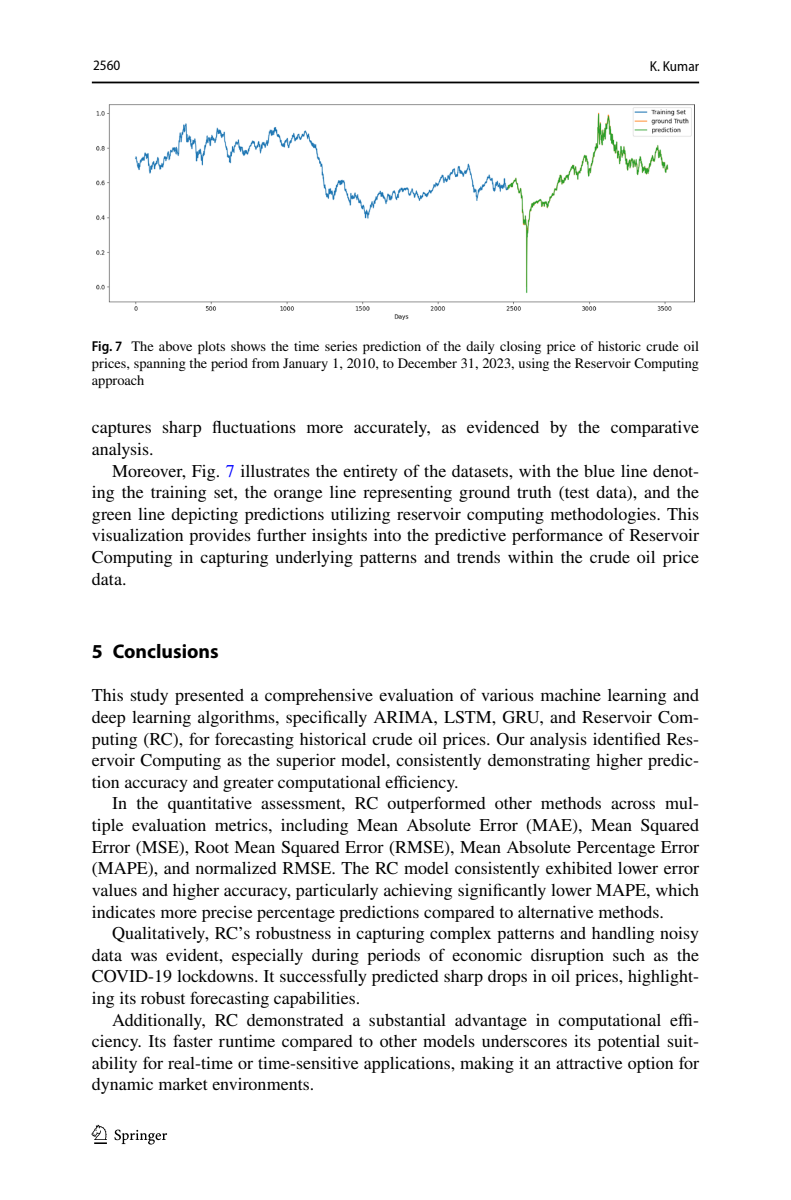 2560
K. Kumar
1.0
0.8
0.6
0.4
0.2
0.0
Training Set
ground Truth
prediction
0
500
1000
1500
2000
2500
3000
3500
Days
Fig. 7 The above plots shows the time series prediction of the daily closing price of historic crude oil
prices, spanning the period from January 1, 2010, to December 31, 2023, using the Reservoir Computing
approach
captures sharp fluctuations more accurately, as evidenced by the comparative
analysis.
Moreover, Fig. 7 illustrates the entirety of the datasets, with the blue line denot-
ing the training set, the orange line representing ground truth (test data), and the
green line depicting predictions utilizing reservoir computing methodologies. This
visualization provides further insights into the predictive performance of Reservoir
Computing in capturing underlying patterns and trends within the crude oil price
data.
5 Conclusions
This study presented a comprehensive evaluation of various machine learning and
deep learning algorithms, specifically ARIMA, LSTM, GRU, and Reservoir Com-
puting (RC), for forecasting historical crude oil prices. Our analysis identified Res-
ervoir Computing as the superior model, consistently demonstrating higher predic-
tion accuracy and greater computational efficiency.
In the quantitative assessment, RC outperformed other methods across mul-
tiple evaluation metrics, including Mean Absolute Error (MAE), Mean Squared
Error (MSE), Root Mean Squared Error (RMSE), Mean Absolute Percentage Error
(MAPE), and normalized RMSE. The RC model consistently exhibited lower error
values and higher accuracy, particularly achieving significantly lower MAPE, which
indicates more precise percentage predictions compared to alternative methods.
Qualitatively, RC's robustness in capturing complex patterns and handling noisy
data was evident, especially during periods of economic disruption such as the
COVID-19 lockdowns. It successfully predicted sharp drops in oil prices, highlight-
ing its robust forecasting capabilities.
Additionally, RC demonstrated a substantial advantage in computational effi-
ciency. Its faster runtime compared to other models underscores its potential suit-
ability for real-time or time-sensitive applications, making it an attractive option for
dynamic market environments.
Springer